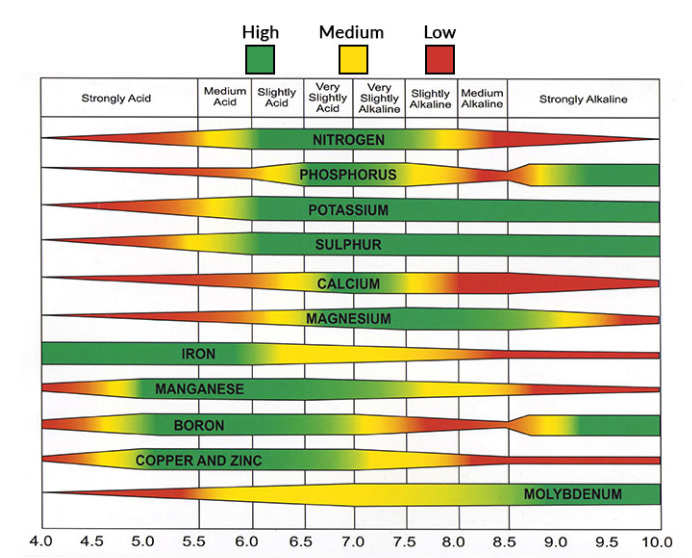 High Medium Low
Strongly Acid
Medium
Acid
Slightly
Acid
Very
Slightly
Acid
Very
Slightly
Alkaline
Slightly
Alkaline
Medium
Alkaline
Strongly Alkaline
NITROGEN
PHOSPHORUS
POTASSIUM
SULPHUR
CALCIUM
MAGNESIUM
IRON
MANGANESE
BORON
COPPER AND ZINC
MOLYBDENUM
4.0 4.5 5.0 5.5 6.0 6.5 7.0 7.5 8.0 8.5 9.0 9.5 10.0